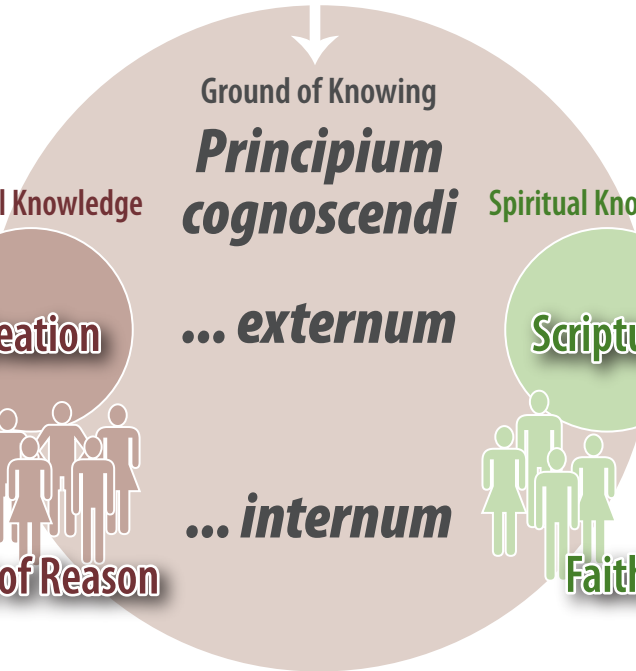 Ground of Knowing
Principium
cognoscendi
l Knowledge
Spiritual Kno
... externum
eation
Scriptu
... internum
of Reason
Faith